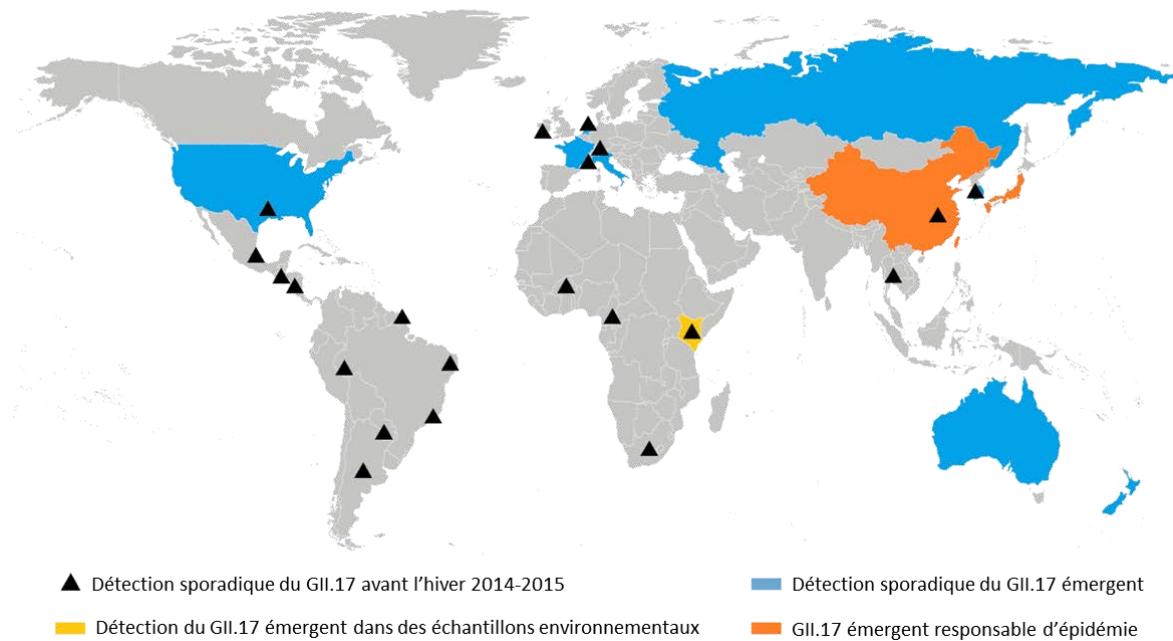 Détection sporadique du GII.17 avant l’hiver 2014-2015
Détection sporadique du GII.17 émergent
Détection du GII.17 émergent dans des échantillons environnementaux
GII.17 émergent responsable d’épidémie